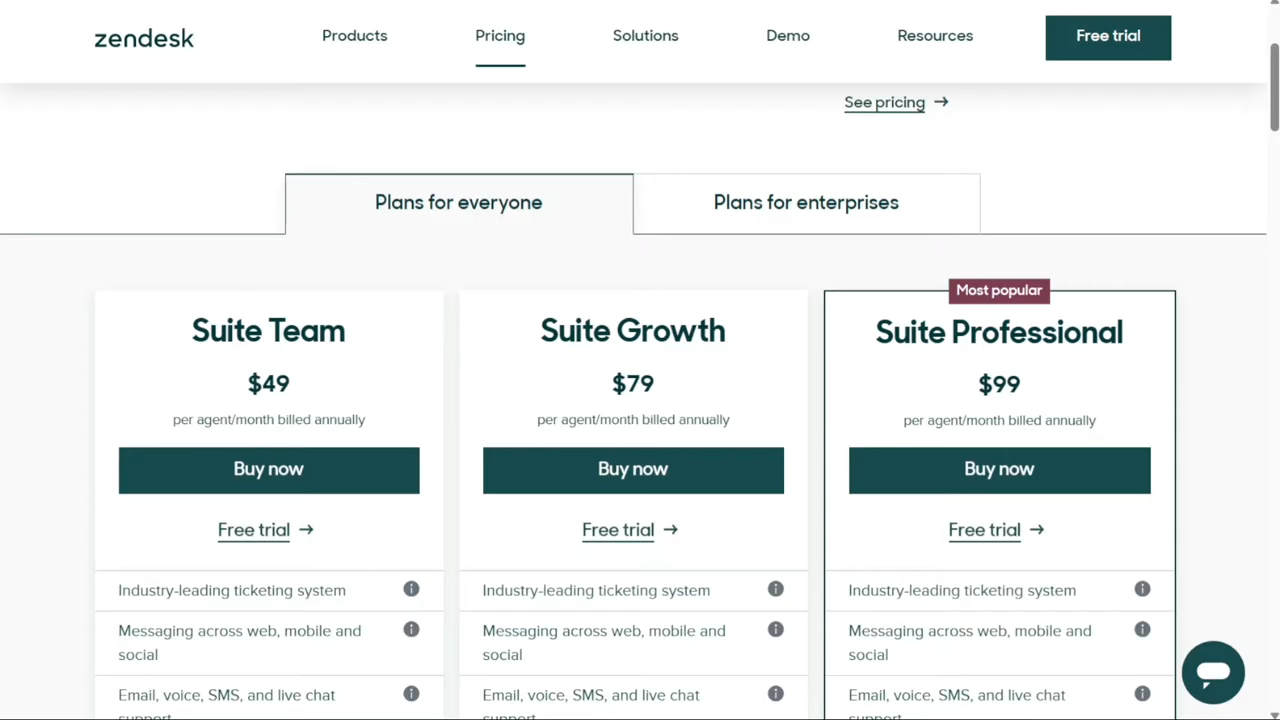 zendesk
Products
Pricing
Solutions
Demo
Resources
Free trial
See pricing →
Plans for everyone
Plans for enterprises
Suite Team
$49
per agent/month billed annually
Buy now
Free trial →
Industry-leading ticketing system
Messaging across web, mobile and
social
Email, voice, SMS, and live chat
support
Suite Growth
$79
per agent/month billed annually
Buy now
Free trial →
Industry-leading ticketing system
Messaging across web, mobile and
social
Email, voice, SMS, and live chat
support
Most popular
Suite Professional
$99
per agent/month billed annually
Buy now
Free trial →
Industry-leading ticketing system
Messaging across web, mobile and
social
Email, voice, SMS, and live chat
support